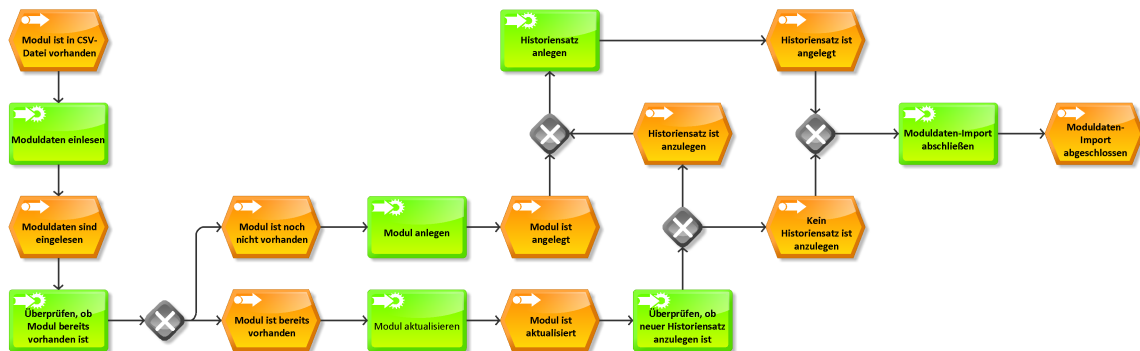 Modul ist in CSV-
Datei vorhanden
Moduldaten einlesen
Moduldaten sind
eingelesen
Überprüfen, ob
Modul bereits
vorhanden ist
Modul ist noch
nicht vorhanden
Modul anlegen
Modul ist
angelegt
Modul ist bereits
vorhanden
Modul aktualisieren
Modul ist
aktualisiert
Überprüfen, ob
neuer Historiensatz
anzulegen ist
Historiensatz ist
anzulegen
Kein
Historiensatz ist
anzulegen
Historiensatz
anlegen
Historiensatz ist
angelegt
Moduldaten-Import
abschließen
Moduldaten-
Import
abgeschlossen